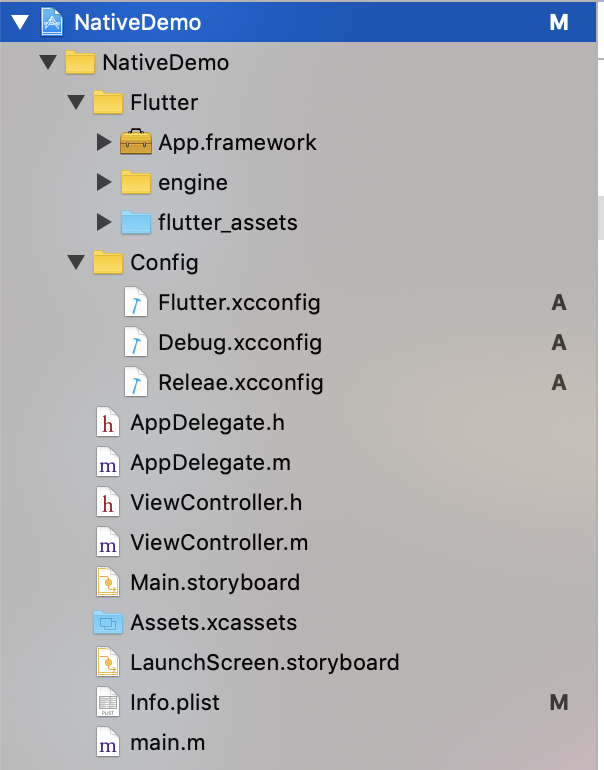 NativeDemo M
NativeDemo
Flutter
App.framework
engine
flutter_assets
Config
Flutter.xcconfig A
Debug.xcconfig A
Releae.xcconfig A
h AppDelegate.h
m AppDelegate.m
h ViewController.h
m ViewController.m
Main.storyboard
Assets.xcassets
LaunchScreen.storyboard
PLIST Info.plist M
m main.m